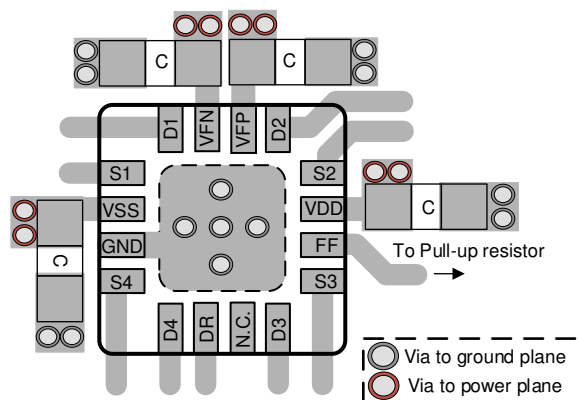 C
C
D1
VFN
VFP
D2
S1
S2
VSS
VDD
C
GND
FF
To Pull-up resistor
C
S4
S3
D4
DR
N.C.
D3
Via to ground plane
Via to power plane